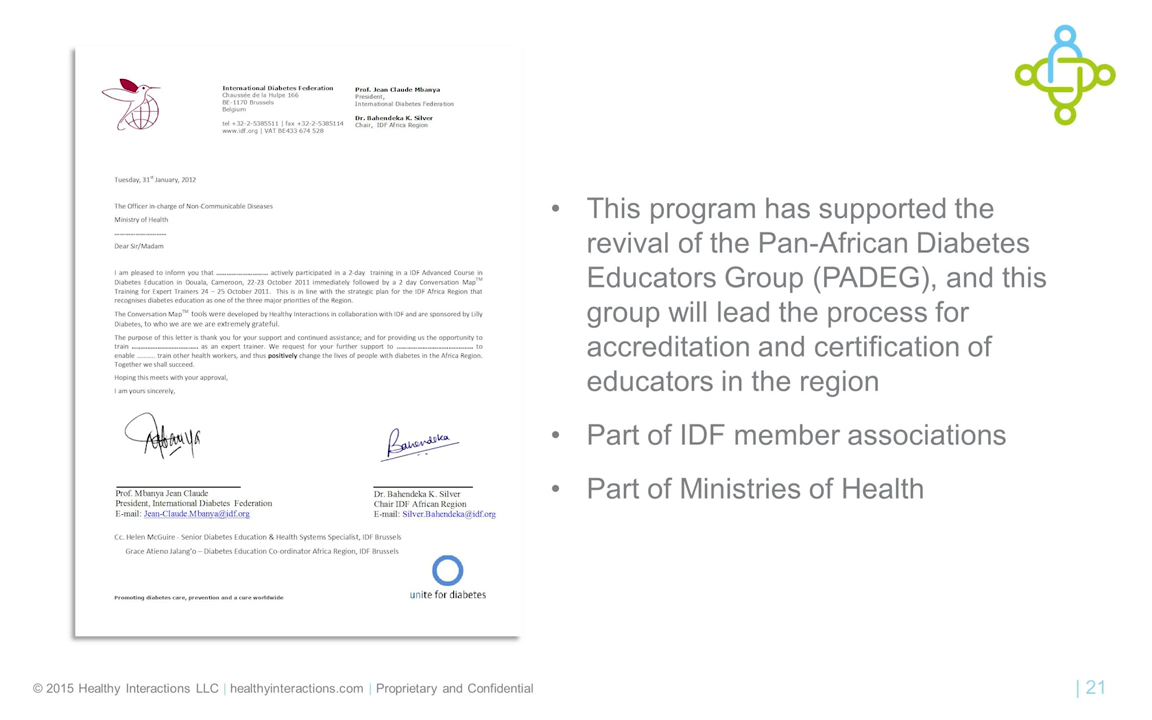 International Diabetes Federation
Chaussée de la Hulpe 166
BE-1170 Brussels
Belgium
tel +32-2-5385511 | fax +32-2-5385114
www.idf.org | VAT BE433 674 528
Prof. Jean Claude Mbanya
President,
International Diabetes Federation
Dr. Bahendeka K. Silver
Chair, IDF Africa Region
Tuesday, 31st January, 2012
The Officer in-charge of Non-Communicable Diseases
Ministry of Health
............................
Dear Sir/Madam
I am pleased to inform you that ............................ actively participated in a 2-day training in a IDF Advanced Course in
Diabetes Education in Douala, Cameroon, 22-23 October 2011 immediately followed by a 2 day Conversation Map™
Training for Expert Trainers 24 – 25 October 2011. This is in line with the strategic plan for the IDF Africa Region that
recognises diabetes education as one of the three major priorities of the Region.
The Conversation Map™ tools were developed by Healthy Interactions in collaboration with IDF and are sponsored by Lilly
Diabetes, to who we are we are extremely grateful.
The purpose of this letter is thank you for your support and continued assistance; and for providing us the opportunity to
train .................................... as an expert trainer. We request for your further support to .......................................... to
enable .......... train other health workers, and thus positively change the lives of people with diabetes in the Africa Region.
Together we shall succeed.
Hoping this meets with your approval,
I am yours sincerely,
Mbanya
Bahendeka
Prof. Mbanya Jean Claude
President, International Diabetes Federation
E-mail: Jean-Claude.Mbanya@idf.org
Dr. Bahendeka K. Silver
Chair IDF African Region
E-mail: Silver.Bahendeka@idf.org
Cc. Helen McGuire - Senior Diabetes Education & Health Systems Specialist, IDF Brussels
Grace Atieno Jalang'o – Diabetes Education Co-ordinator Africa Region, IDF Brussels
unite for diabetes
Promoting diabetes care, prevention and a cure worldwide
• This program has supported the
revival of the Pan-African Diabetes
Educators Group (PADEG), and this
group will lead the process for
accreditation and certification of
educators in the region
• Part of IDF member associations
• Part of Ministries of Health
© 2015 Healthy Interactions LLC | healthyinteractions.com | Proprietary and Confidential
| 21